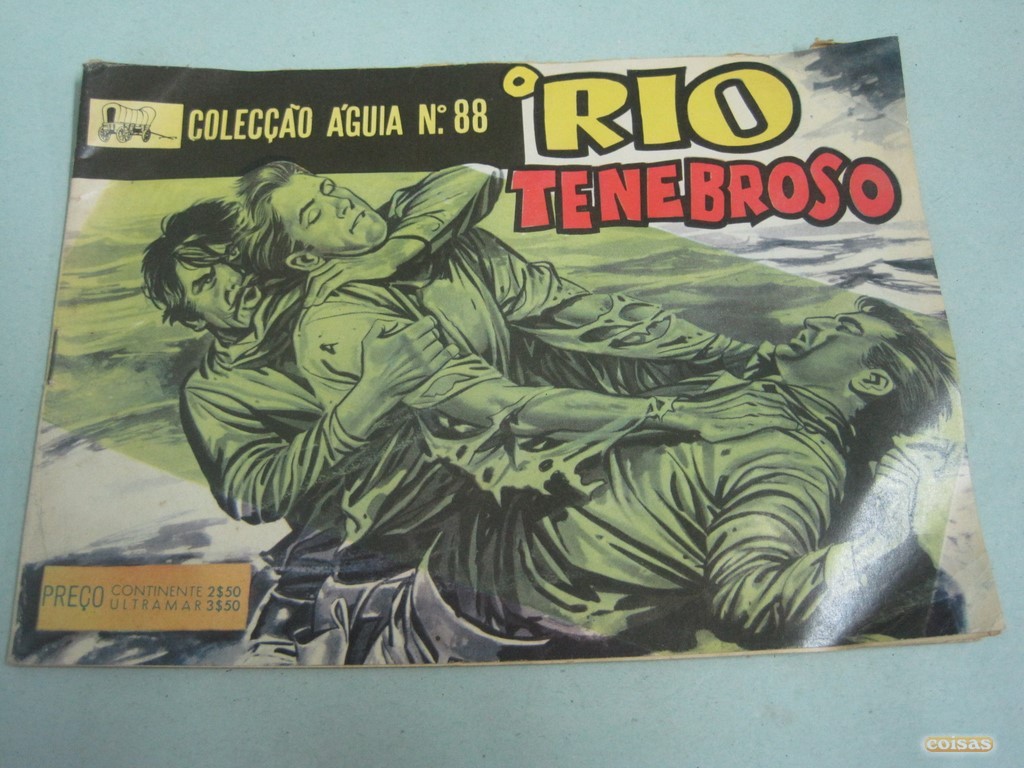 COLECÇÃO ÁGUIA N.º 88
O RIO
TENEBROSO
PREÇO CONTINENTE 2$50
ULTRAMAR 3$50
coisas